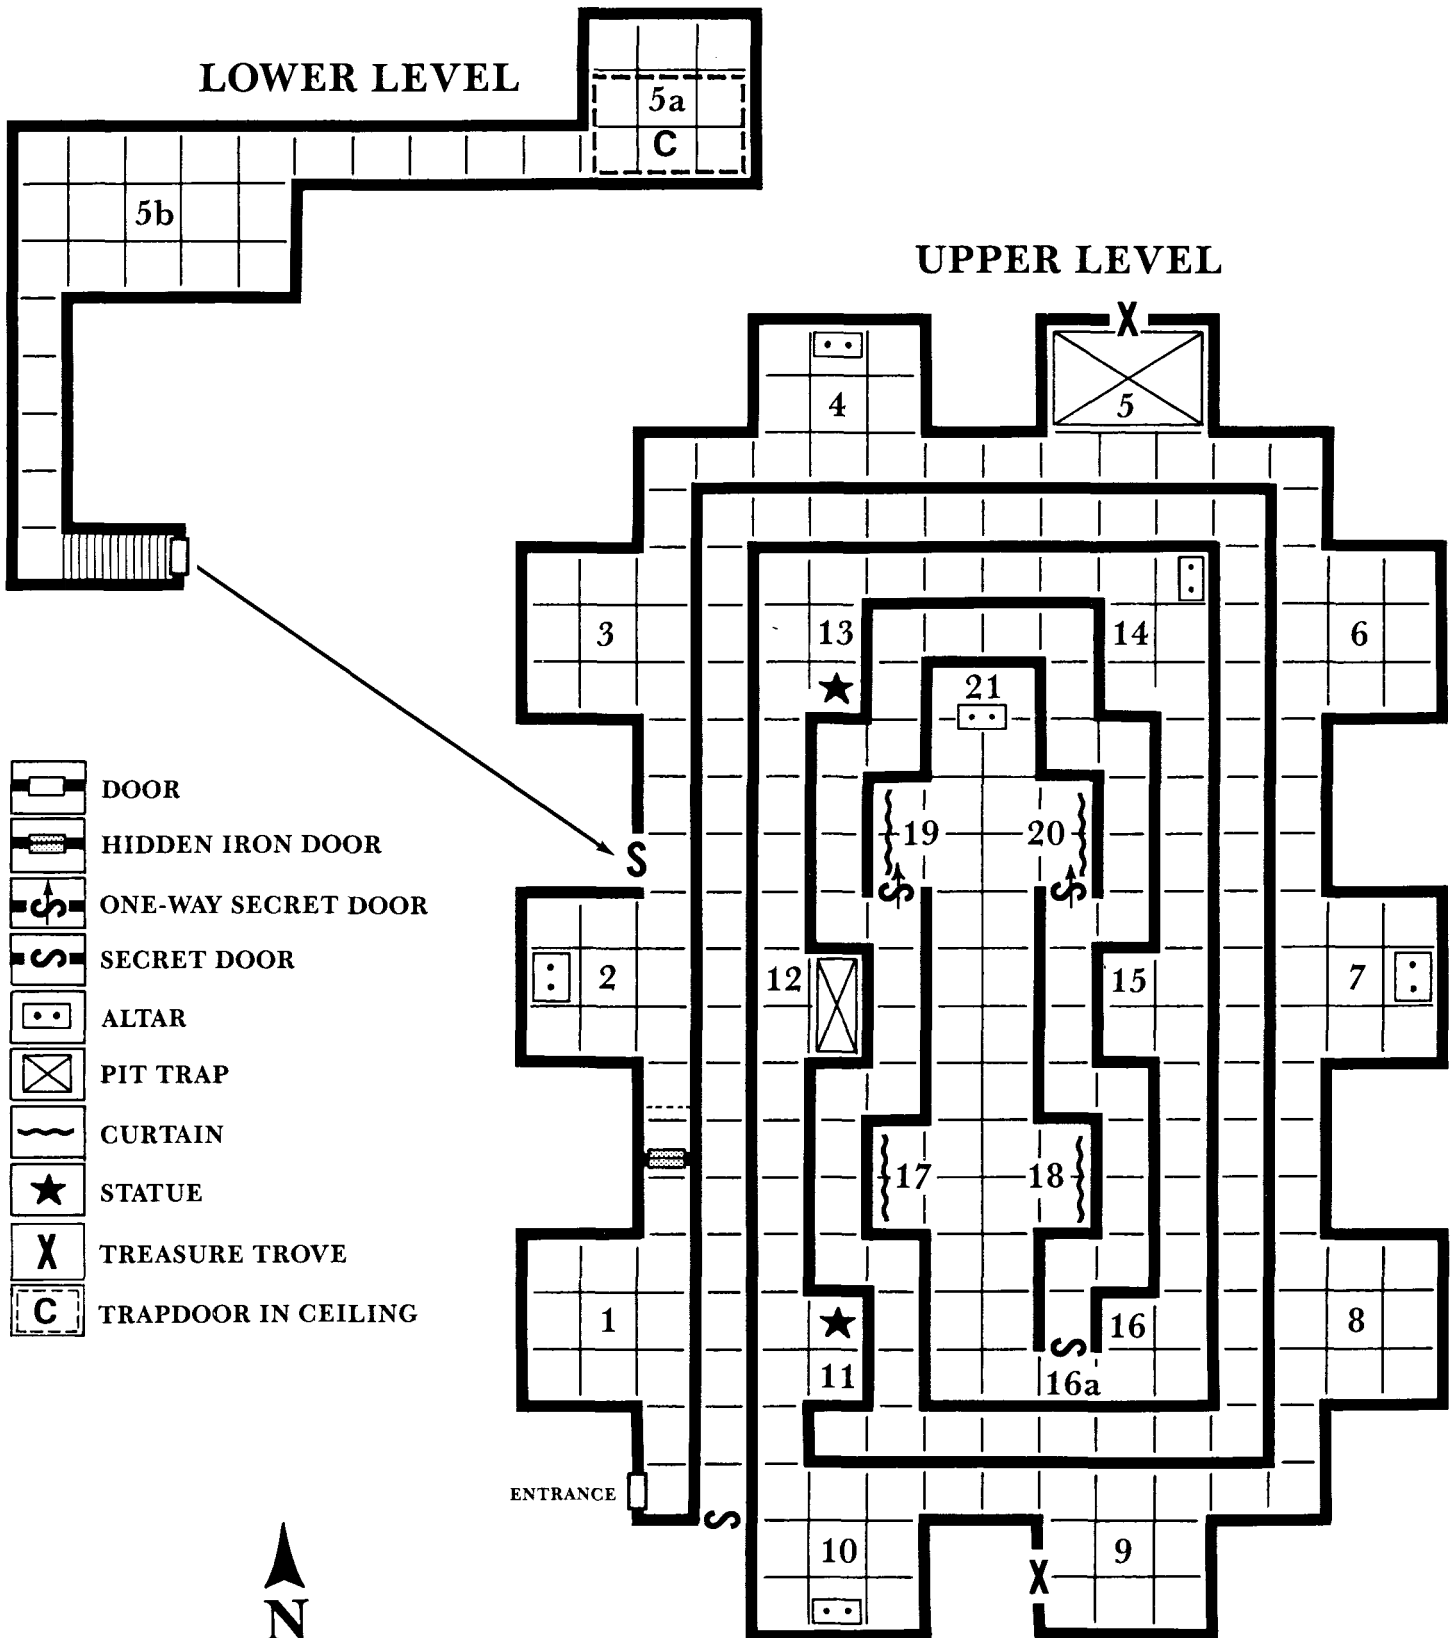 LOWER LEVEL
5a
C
5b
UPPER LEVEL
X
4
5
3
13
14
6
21
DOOR
HIDDEN IRON DOOR
S ONE-WAY SECRET DOOR
S SECRET DOOR
ALTAR
PIT TRAP
CURTAIN
STATUE
X TREASURE TROVE
C TRAPDOOR IN CEILING
S
19
20
S
S
2
12
15
7
17
18
1
16
8
S
11
16a
ENTRANCE
S
10
9
X
N